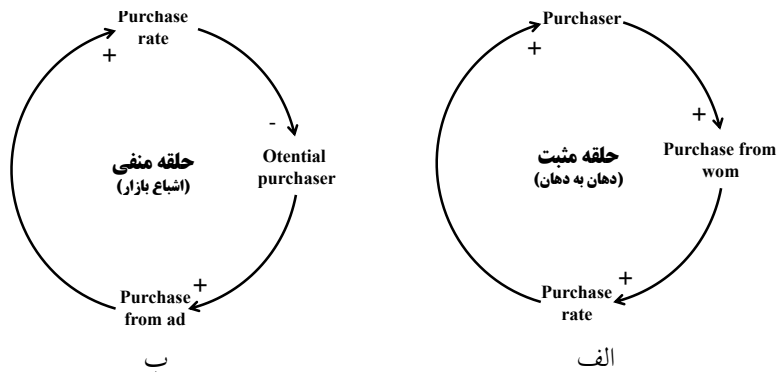 Purchase
rate
+
-
Otential
purchaser
+
Purchase
from ad
حلقه منفی
(اشباع بازار)
ب
Purchaser
+
+
Purchase from
wom
+
Purchase
rate
حلقه مثبت
(دهان به دهان)
الف